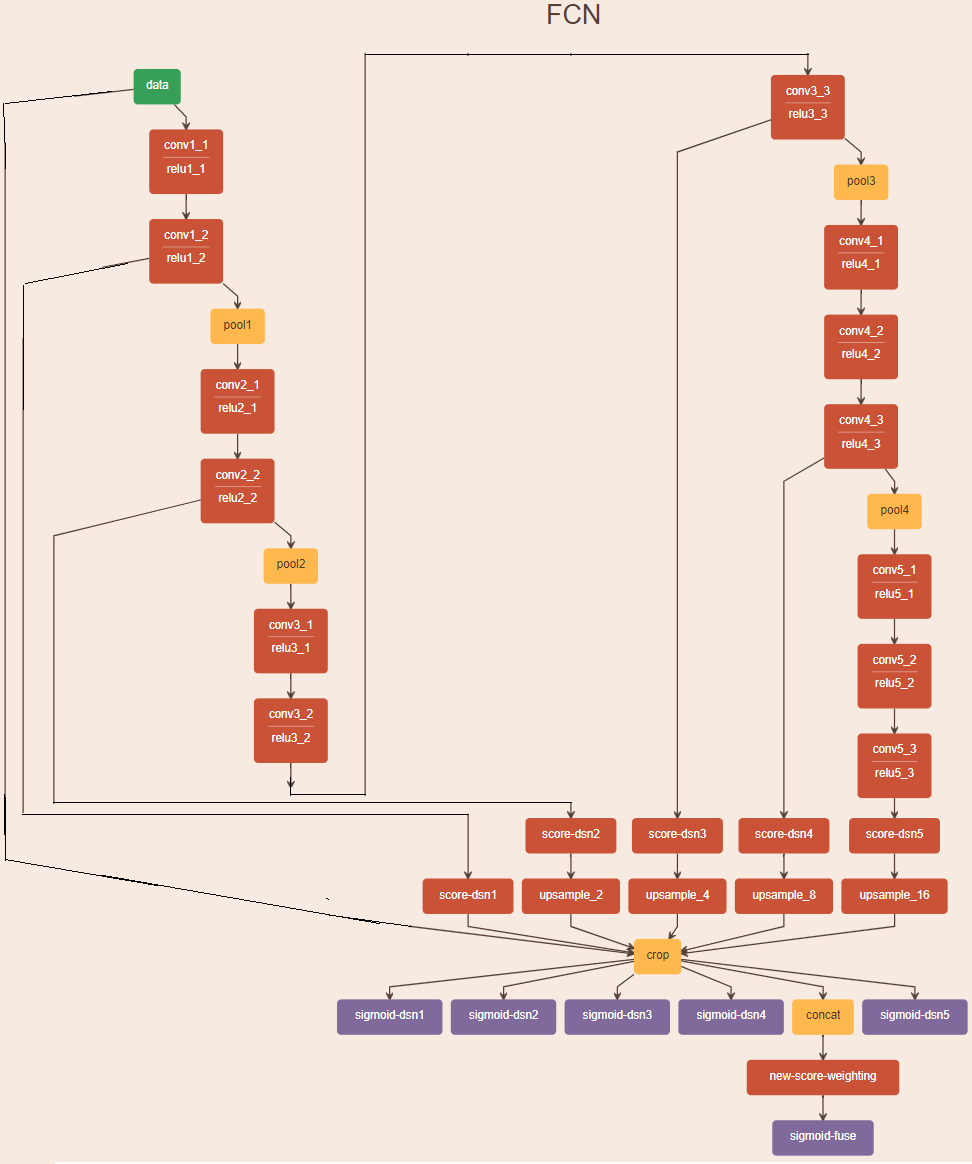 FCN
data
conv1_1
relu1_1
conv1_2
relu1_2
pool1
conv2_1
relu2_1
conv2_2
relu2_2
pool2
conv3_1
relu3_1
conv3_2
relu3_2
conv3_3
relu3_3
pool3
conv4_1
relu4_1
conv4_2
relu4_2
conv4_3
relu4_3
pool4
conv5_1
relu5_1
conv5_2
relu5_2
conv5_3
relu5_3
score-dsn2 score-dsn3 score-dsn4 score-dsn5
score-dsn1 upsample_2 upsample_4 upsample_8 upsample_16
crop
sigmoid-dsn1 sigmoid-dsn2 sigmoid-dsn3 sigmoid-dsn4 concat sigmoid-dsn5
new-score-weighting
sigmoid-fuse